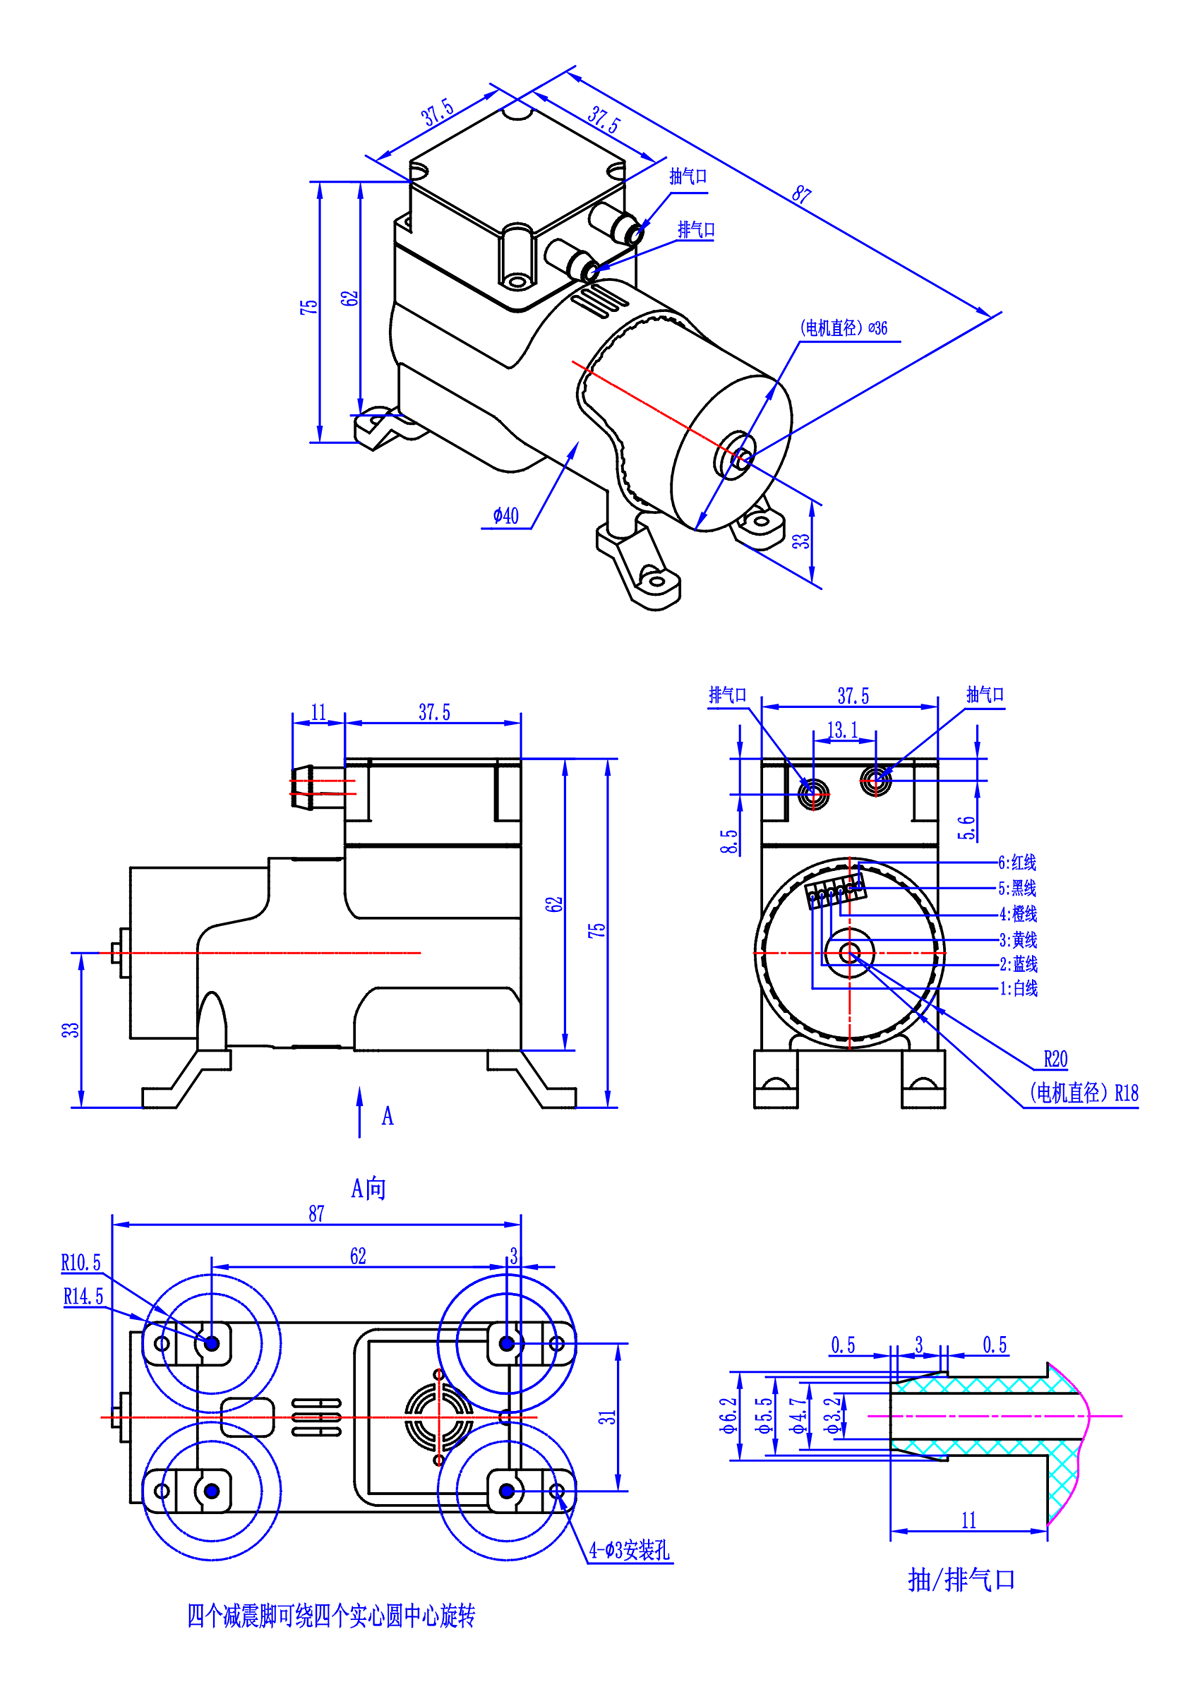 37.5
37.5
87
抽气口
排气口
75
62
(电机直径) ø36
ϕ40
33
11
37.5
62
75
33
A
排气口
37.5
抽气口
13.1
8.5
5.6
6:红线
5:黑线
4:橙线
3:黄线
2:蓝线
1:白线
R20
(电机直径) R18
A向
87
62
3
R10.5
R14.5
31
4-ϕ3安装孔
四个减震脚可绕四个实心圆中心旋转
0.5
3
0.5
ϕ6.2
ϕ5.5
ϕ4.7
ϕ3.2
11
抽/排气口